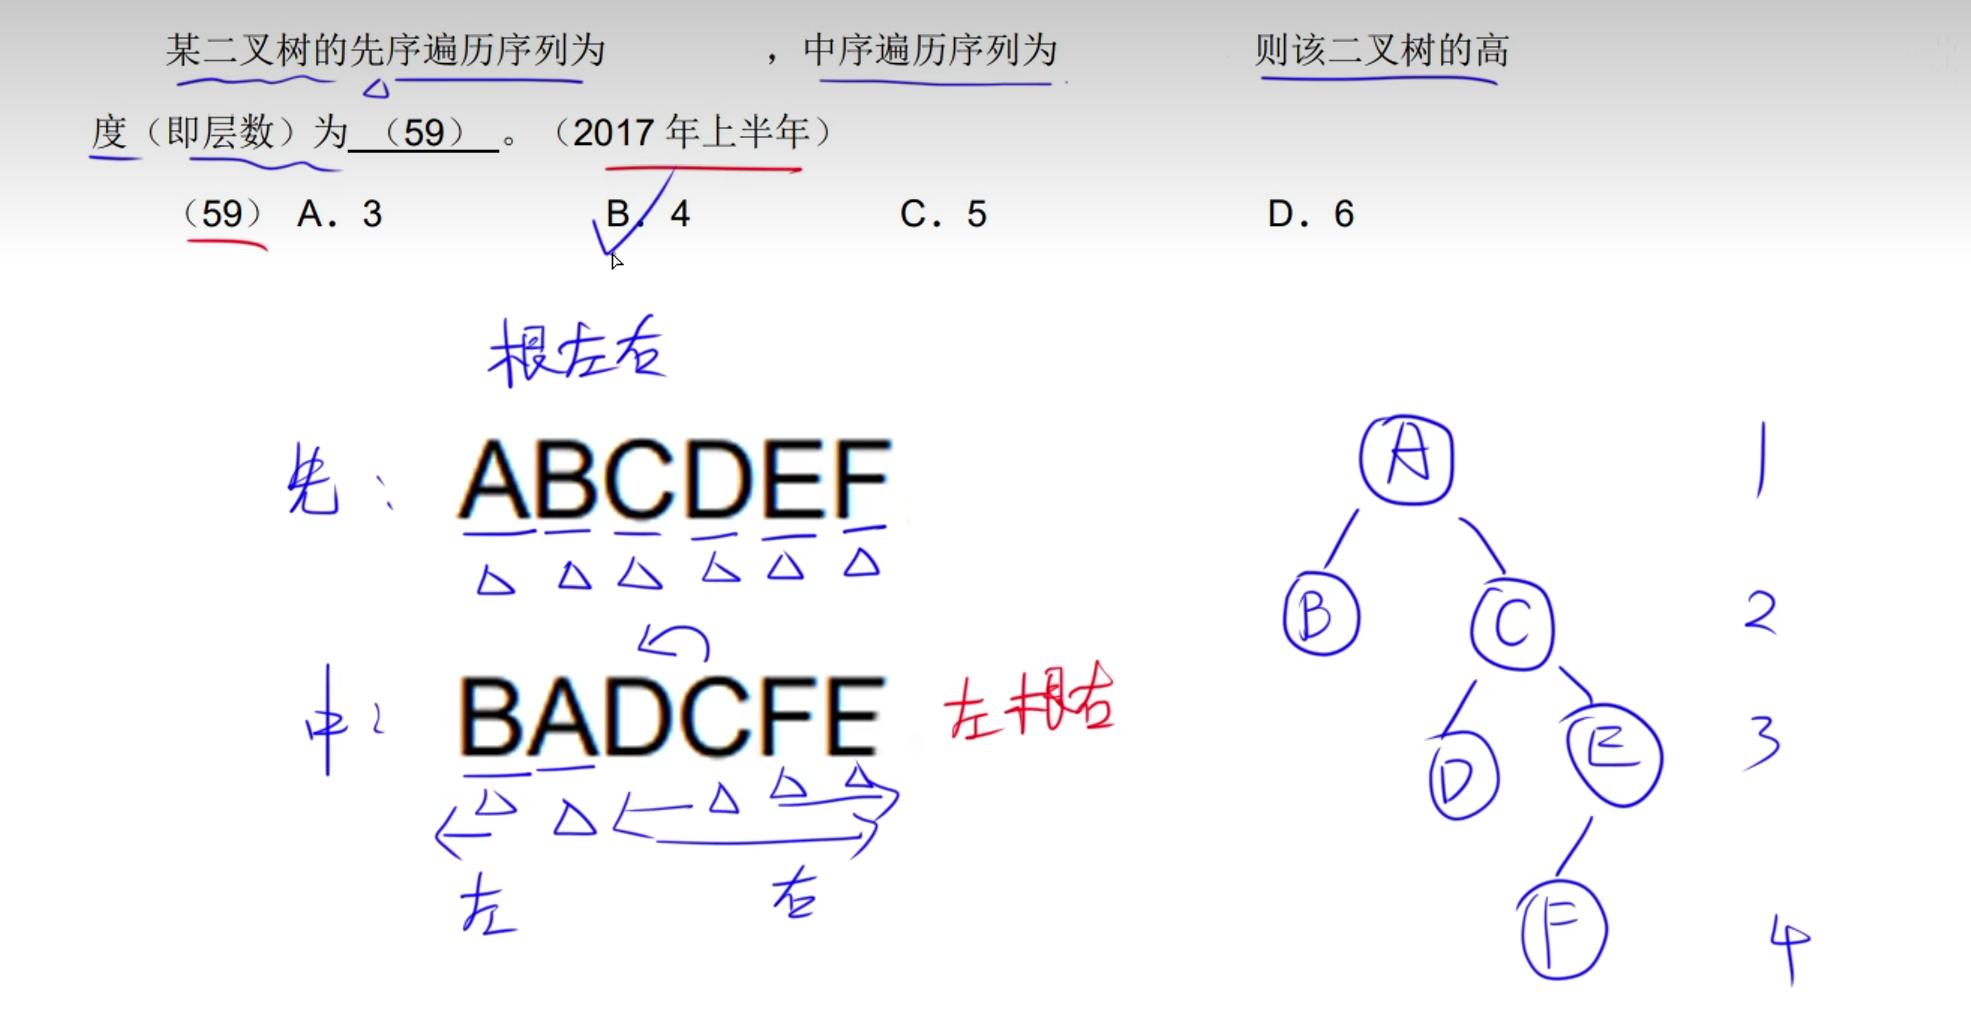 某二叉树的先序遍历序列为 ，中序遍历序列为 则该二叉树的高
度（即层数）为 （59） 。（2017 年上半年）
（59） A. 3 B. 4 C. 5 D. 6
根左右
先： ABCDEF
中： BADCFE 左根右
左 右
A 1
B C 2
D E 3
F 4